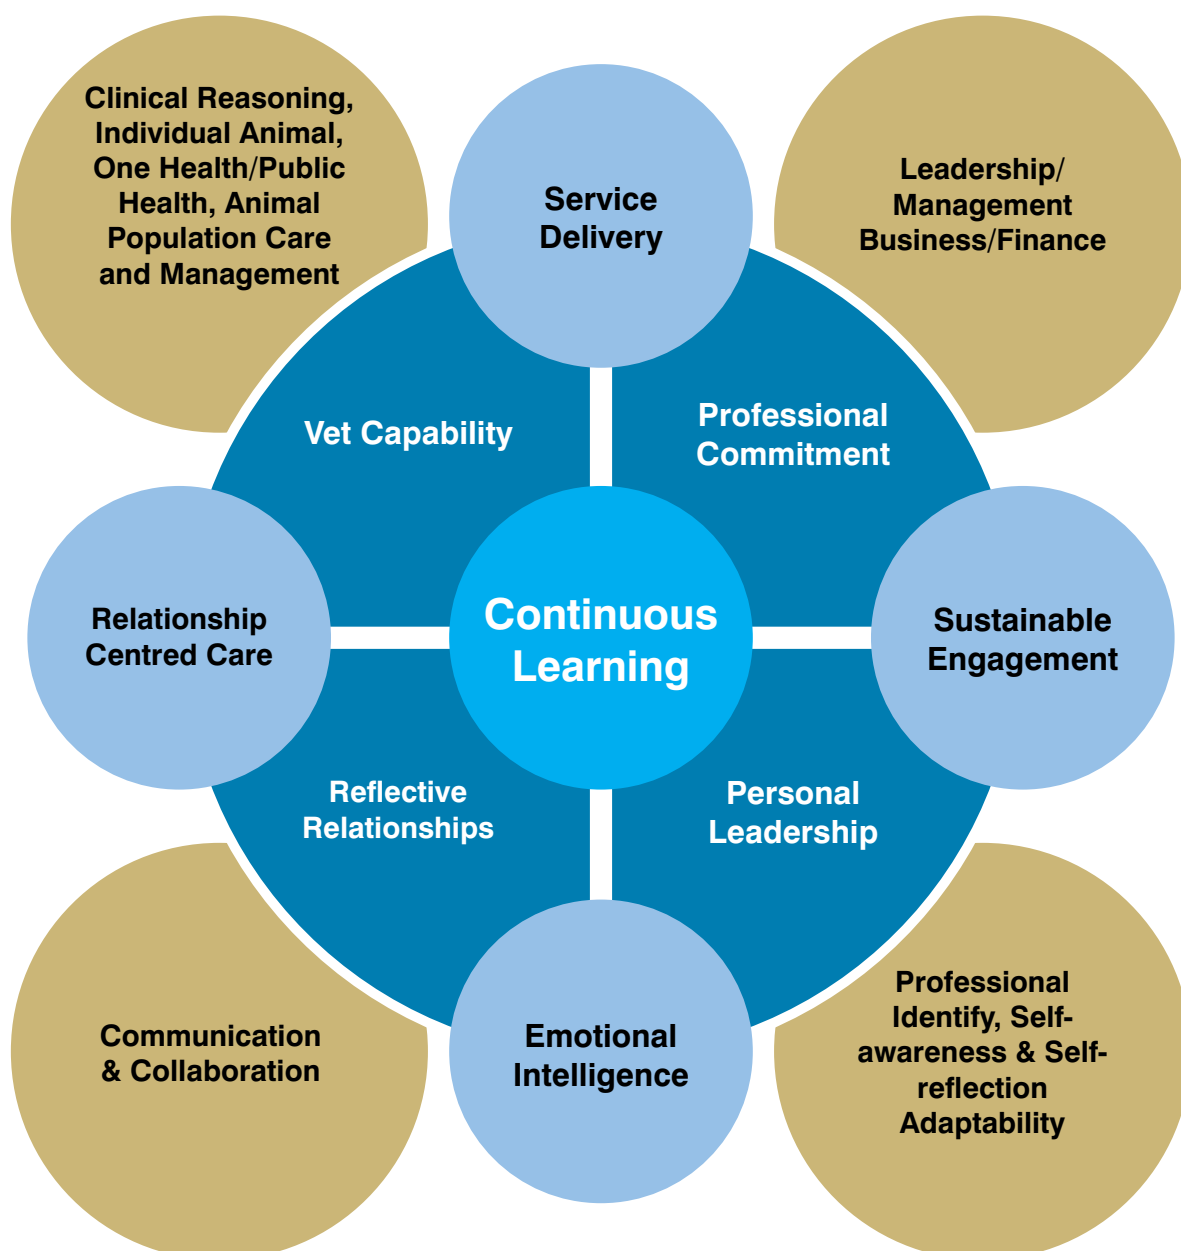 Clinical Reasoning,
Individual Animal,
One Health/Public
Health, Animal
Population Care
and Management
Service
Delivery
Leadership/
Management
Business/Finance
Vet Capability
Professional
Commitment
Relationship
Centred Care
Continuous
Learning
Sustainable
Engagement
Reflective
Relationships
Personal
Leadership
Communication
& Collaboration
Emotional
Intelligence
Professional
Identify, Self-
awareness & Self-
reflection
Adaptability